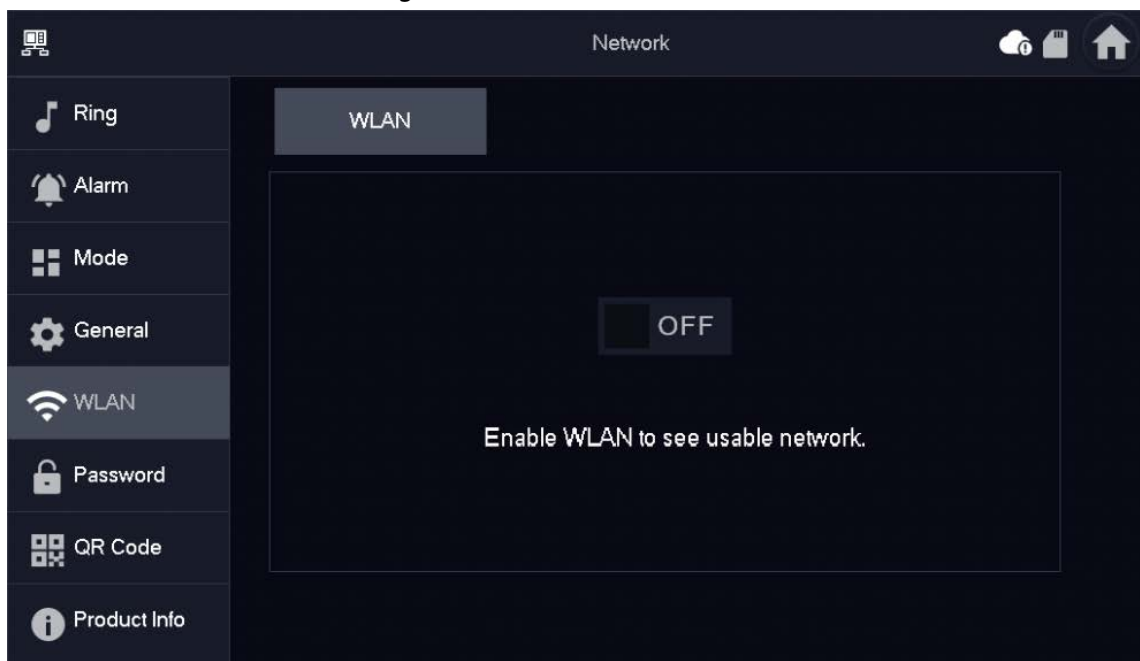 Network
Ring
Alarm
Mode
General
WLAN
Password
QR Code
Product Info
WLAN
OFF
Enable WLAN to see usable network.